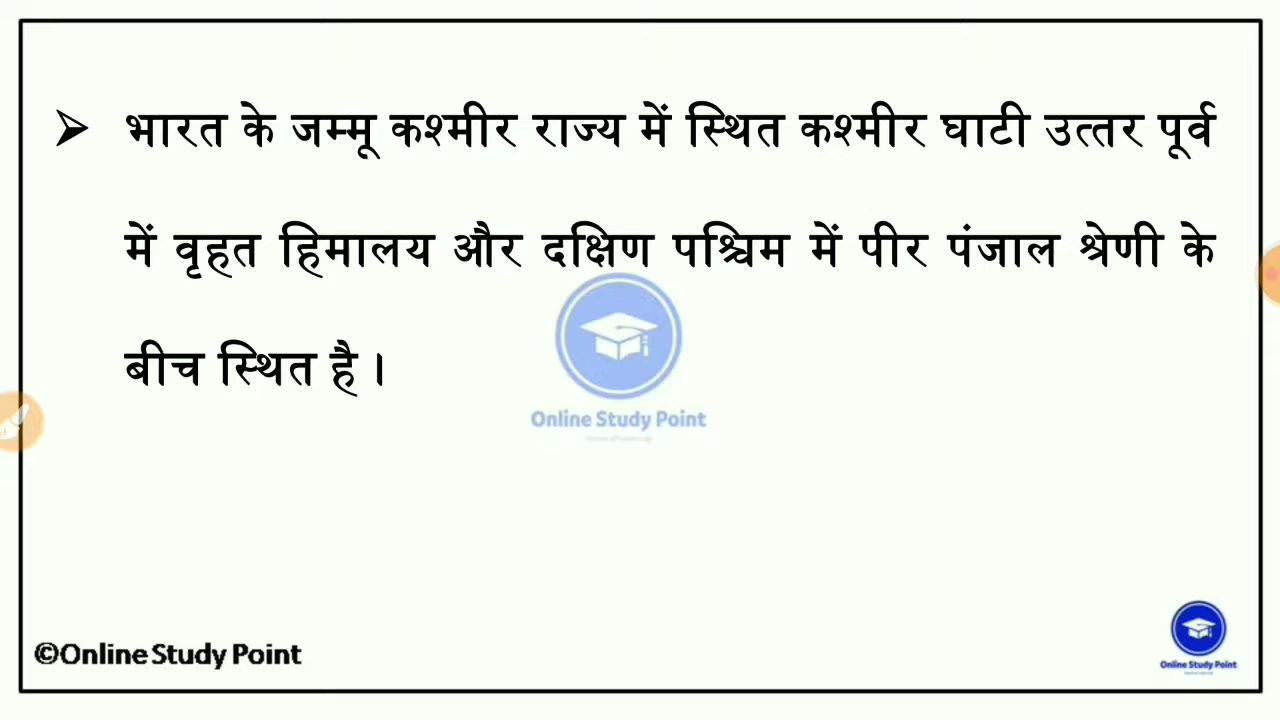 ➢ भारत के जम्मू कश्मीर राज्य में स्थित कश्मीर घाटी उत्तर पूर्व
में वृहत हिमालय और दक्षिण पश्चिम में पीर पंजाल श्रेणी के
बीच स्थित है ।
Online Study Point
©Online Study Point
Online Study Point